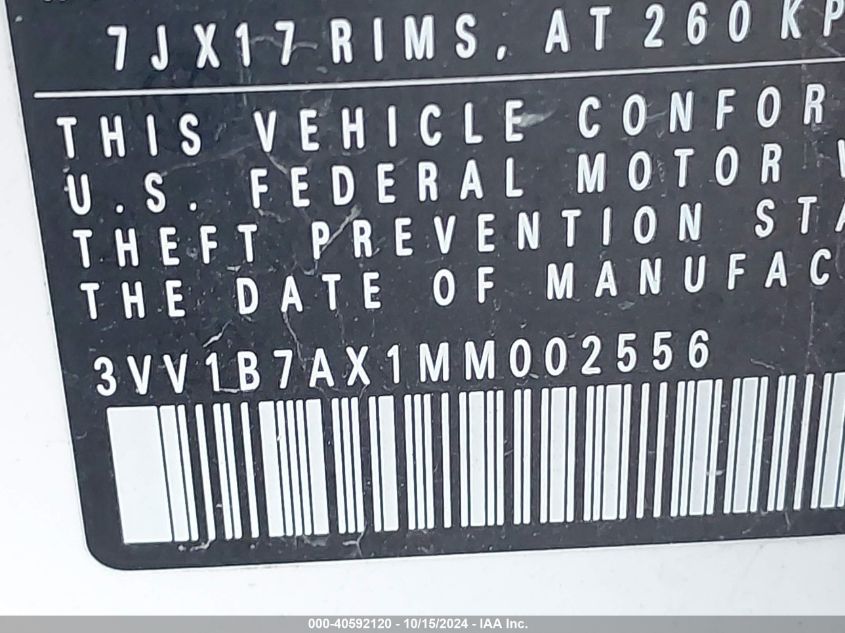 7JX17 RIMS, AT 260 KP
THIS VEHICLE CONFOR
U.S. FEDERAL MOTOR
THEFT PREVENTION STA
THE DATE OF MANUFAC
3VV1B7AX1MM002556
000-40592120 - 10/15/2024 - IAA Inc.